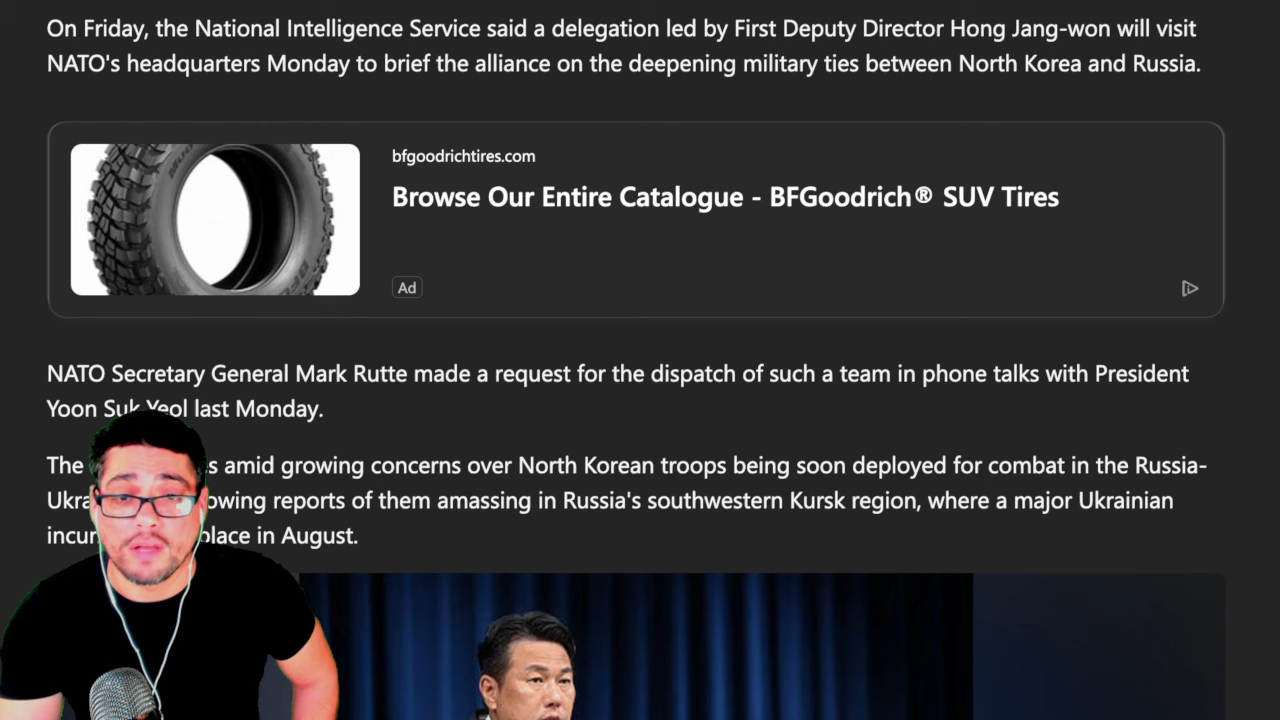 On Friday, the National Intelligence Service said a delegation led by First Deputy Director Hong Jang-won will visit
NATO's headquarters Monday to brief the alliance on the deepening military ties between North Korea and Russia.
bfgoodrichtires.com
Browse Our Entire Catalogue - BFGoodrich® SUV Tires
Ad
NATO Secretary General Mark Rutte made a request for the dispatch of such a team in phone talks with President
Yoon Suk Yeol last Monday.
The amid growing concerns over North Korean troops being soon deployed for combat in the Russia-
reports of them amassing in Russia's southwestern Kursk region, where a major Ukrainian
place in August.